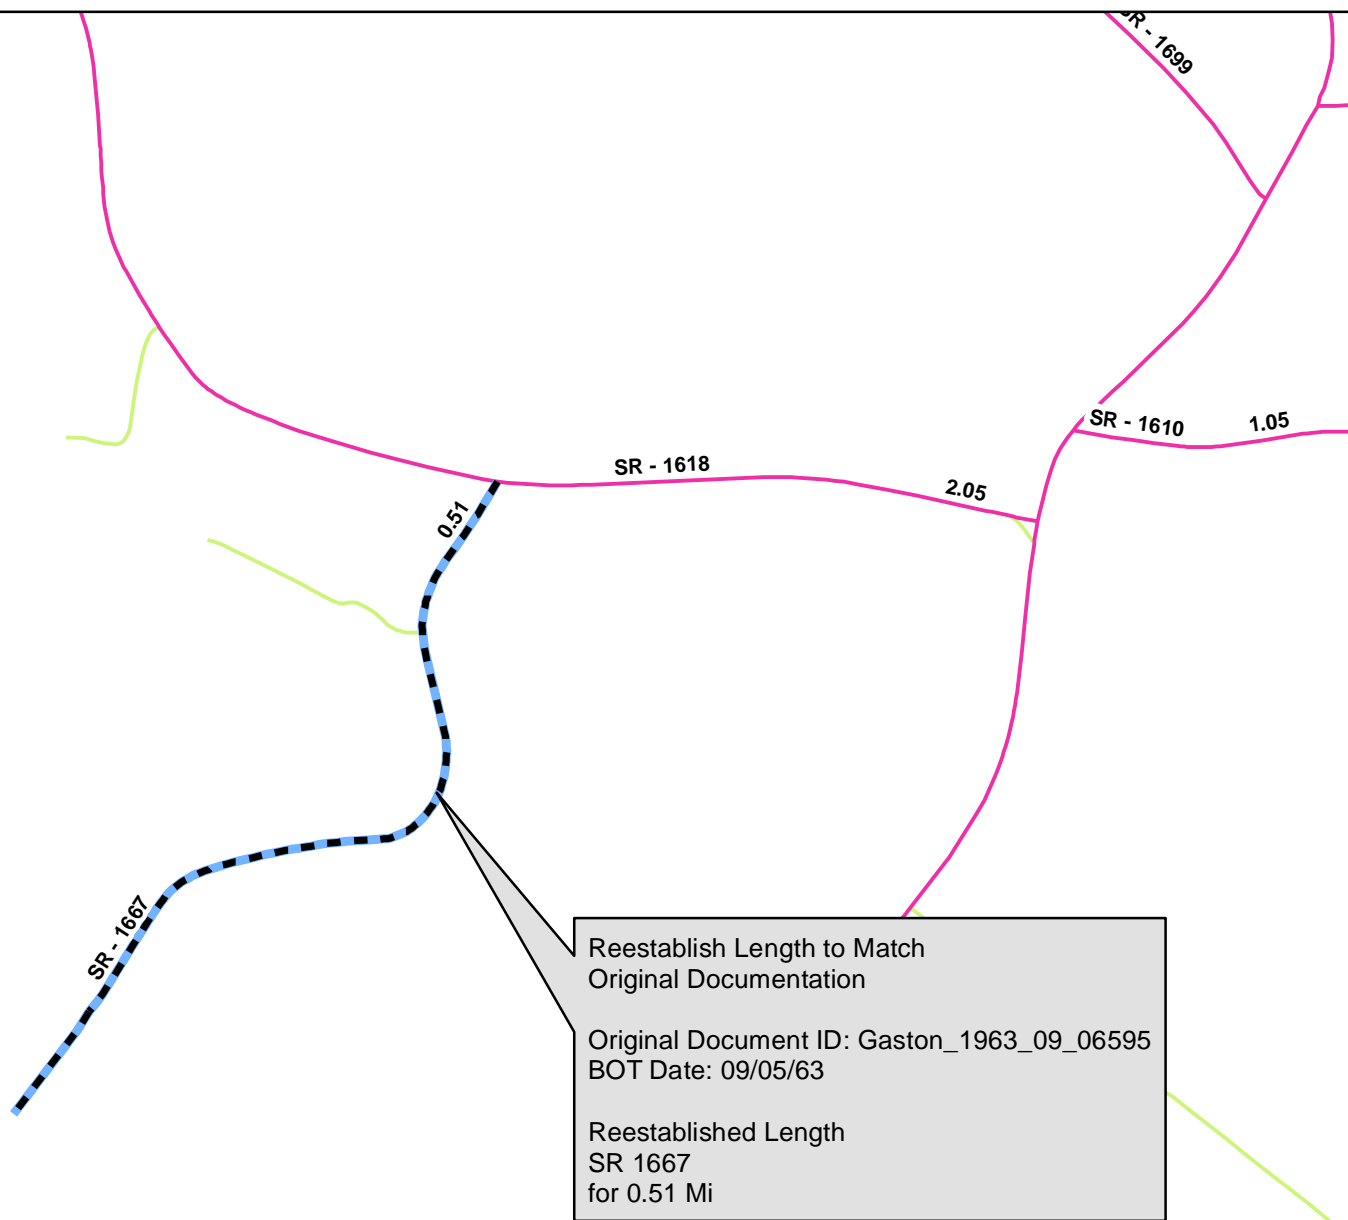 SR - 1699
SR - 1610
1.05
SR - 1618
2.05
0.51
SR - 1667
Reestablish Length to Match
Original Documentation
Original Document ID: Gaston_1963_09_06595
BOT Date: 09/05/63
Reestablished Length
SR 1667
for 0.51 Mi